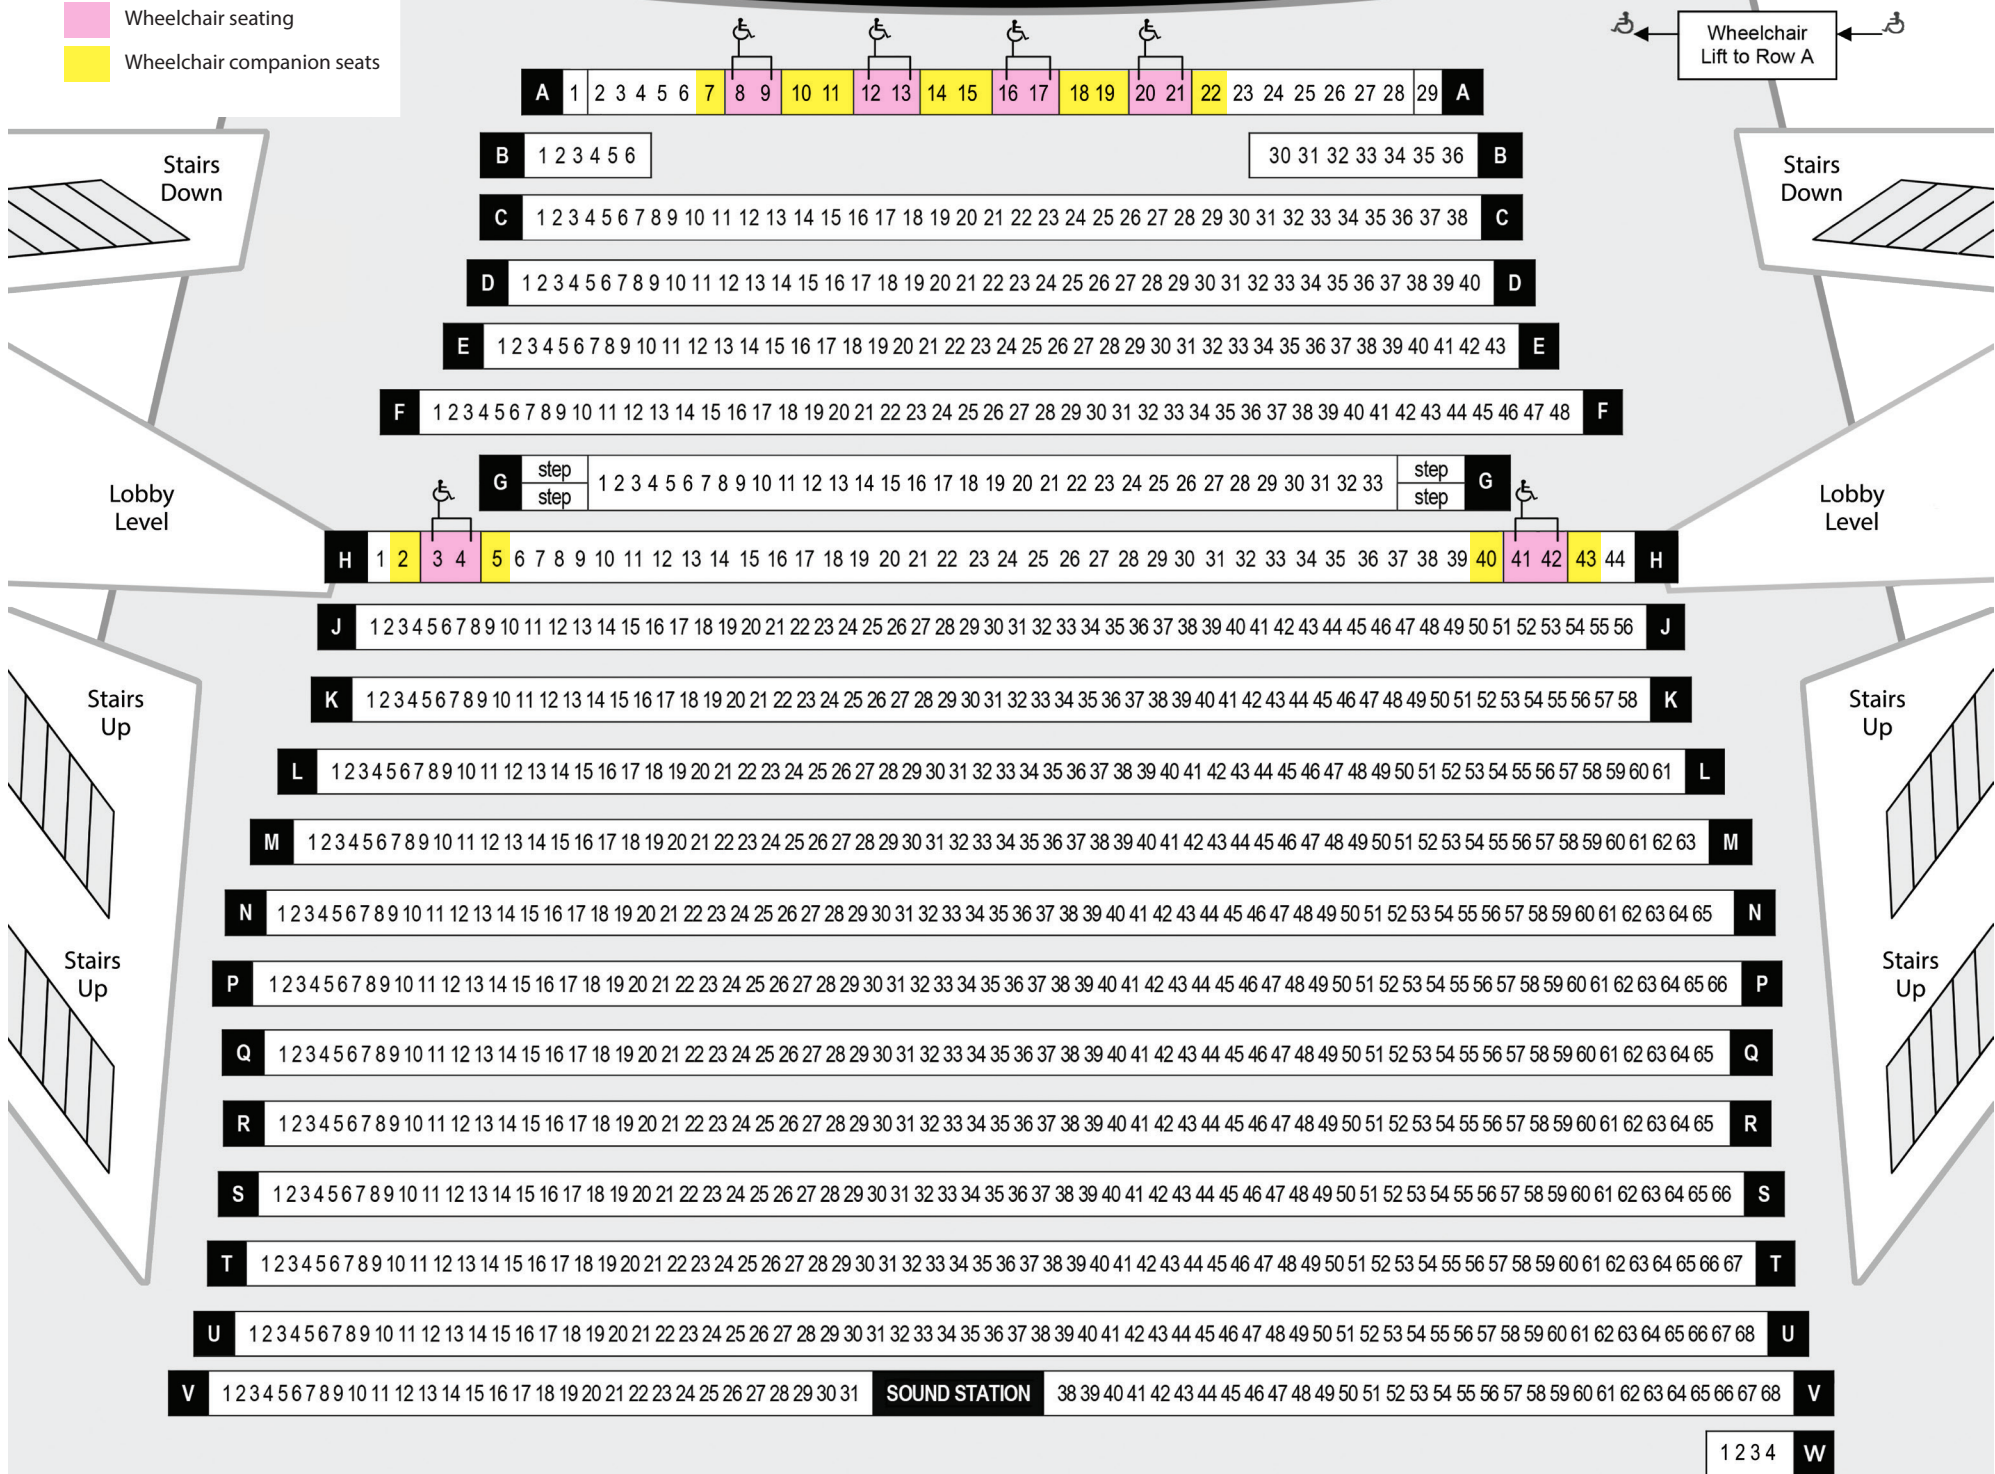 Wheelchair seating
Wheelchair companion seats
Wheelchair
Lift to Row A
A 1 2 3 4 5 6 7 8 9 10 11 12 13 14 15 16 17 18 19 20 21 22 23 24 25 26 27 28 29 A
B 1 2 3 4 5 6 30 31 32 33 34 35 36 B
Stairs
Down
Stairs
Down
C 1 2 3 4 5 6 7 8 9 10 11 12 13 14 15 16 17 18 19 20 21 22 23 24 25 26 27 28 29 30 31 32 33 34 35 36 37 38 C
D 1 2 3 4 5 6 7 8 9 10 11 12 13 14 15 16 17 18 19 20 21 22 23 24 25 26 27 28 29 30 31 32 33 34 35 36 37 38 39 40 D
E 1 2 3 4 5 6 7 8 9 10 11 12 13 14 15 16 17 18 19 20 21 22 23 24 25 26 27 28 29 30 31 32 33 34 35 36 37 38 39 40 41 42 43 E
F 1 2 3 4 5 6 7 8 9 10 11 12 13 14 15 16 17 18 19 20 21 22 23 24 25 26 27 28 29 30 31 32 33 34 35 36 37 38 39 40 41 42 43 44 45 46 47 48 F
step
step
G 1 2 3 4 5 6 7 8 9 10 11 12 13 14 15 16 17 18 19 20 21 22 23 24 25 26 27 28 29 30 31 32 33 G
step
step
Lobby
Level
Lobby
Level
H 1 2 3 4 5 6 7 8 9 10 11 12 13 14 15 16 17 18 19 20 21 22 23 24 25 26 27 28 29 30 31 32 33 34 35 36 37 38 39 40 41 42 43 44 H
J 1 2 3 4 5 6 7 8 9 10 11 12 13 14 15 16 17 18 19 20 21 22 23 24 25 26 27 28 29 30 31 32 33 34 35 36 37 38 39 40 41 42 43 44 45 46 47 48 49 50 51 52 53 54 55 56 J
K 1 2 3 4 5 6 7 8 9 10 11 12 13 14 15 16 17 18 19 20 21 22 23 24 25 26 27 28 29 30 31 32 33 34 35 36 37 38 39 40 41 42 43 44 45 46 47 48 49 50 51 52 53 54 55 56 57 58 K
Stairs
Up
Stairs
Up
L 1 2 3 4 5 6 7 8 9 10 11 12 13 14 15 16 17 18 19 20 21 22 23 24 25 26 27 28 29 30 31 32 33 34 35 36 37 38 39 40 41 42 43 44 45 46 47 48 49 50 51 52 53 54 55 56 57 58 59 60 61 L
M 1 2 3 4 5 6 7 8 9 10 11 12 13 14 15 16 17 18 19 20 21 22 23 24 25 26 27 28 29 30 31 32 33 34 35 36 37 38 39 40 41 42 43 44 45 46 47 48 49 50 51 52 53 54 55 56 57 58 59 60 61 62 63 M
N 1 2 3 4 5 6 7 8 9 10 11 12 13 14 15 16 17 18 19 20 21 22 23 24 25 26 27 28 29 30 31 32 33 34 35 36 37 38 39 40 41 42 43 44 45 46 47 48 49 50 51 52 53 54 55 56 57 58 59 60 61 62 63 64 65 N
Stairs
Up
Stairs
Up
P 1 2 3 4 5 6 7 8 9 10 11 12 13 14 15 16 17 18 19 20 21 22 23 24 25 26 27 28 29 30 31 32 33 34 35 36 37 38 39 40 41 42 43 44 45 46 47 48 49 50 51 52 53 54 55 56 57 58 59 60 61 62 63 64 65 66 P
Q 1 2 3 4 5 6 7 8 9 10 11 12 13 14 15 16 17 18 19 20 21 22 23 24 25 26 27 28 29 30 31 32 33 34 35 36 37 38 39 40 41 42 43 44 45 46 47 48 49 50 51 52 53 54 55 56 57 58 59 60 61 62 63 64 65 Q
R 1 2 3 4 5 6 7 8 9 10 11 12 13 14 15 16 17 18 19 20 21 22 23 24 25 26 27 28 29 30 31 32 33 34 35 36 37 38 39 40 41 42 43 44 45 46 47 48 49 50 51 52 53 54 55 56 57 58 59 60 61 62 63 64 65 R
S 1 2 3 4 5 6 7 8 9 10 11 12 13 14 15 16 17 18 19 20 21 22 23 24 25 26 27 28 29 30 31 32 33 34 35 36 37 38 39 40 41 42 43 44 45 46 47 48 49 50 51 52 53 54 55 56 57 58 59 60 61 62 63 64 65 66 S
T 1 2 3 4 5 6 7 8 9 10 11 12 13 14 15 16 17 18 19 20 21 22 23 24 25 26 27 28 29 30 31 32 33 34 35 36 37 38 39 40 41 42 43 44 45 46 47 48 49 50 51 52 53 54 55 56 57 58 59 60 61 62 63 64 65 66 67 T
U 1 2 3 4 5 6 7 8 9 10 11 12 13 14 15 16 17 18 19 20 21 22 23 24 25 26 27 28 29 30 31 32 33 34 35 36 37 38 39 40 41 42 43 44 45 46 47 48 49 50 51 52 53 54 55 56 57 58 59 60 61 62 63 64 65 66 67 68 U
V 1 2 3 4 5 6 7 8 9 10 11 12 13 14 15 16 17 18 19 20 21 22 23 24 25 26 27 28 29 30 31 SOUND STATION 38 39 40 41 42 43 44 45 46 47 48 49 50 51 52 53 54 55 56 57 58 59 60 61 62 63 64 65 66 67 68 V
1 2 3 4 W